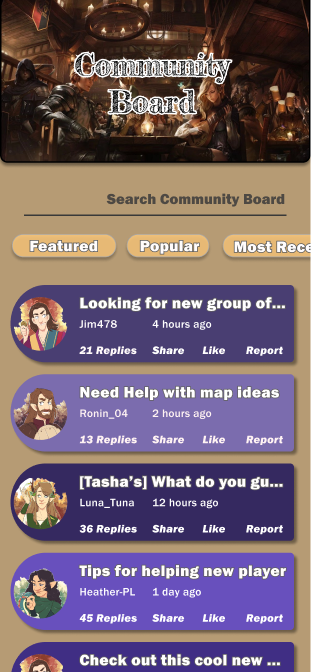 Community
Board
Search Community Board
Featured Popular Most Rece
Looking for new group of...
Jim478 4 hours ago
21 Replies Share Like Report
Need Help with map ideas
Ronin_04 2 hours ago
13 Replies Share Like Report
[Tasha's] What do you gu...
Luna_Tuna 12 hours ago
36 Replies Share Like Report
Tips for helping new player
Heather-PL 1 day ago
45 Replies Share Like Report
Check out this cool new ...